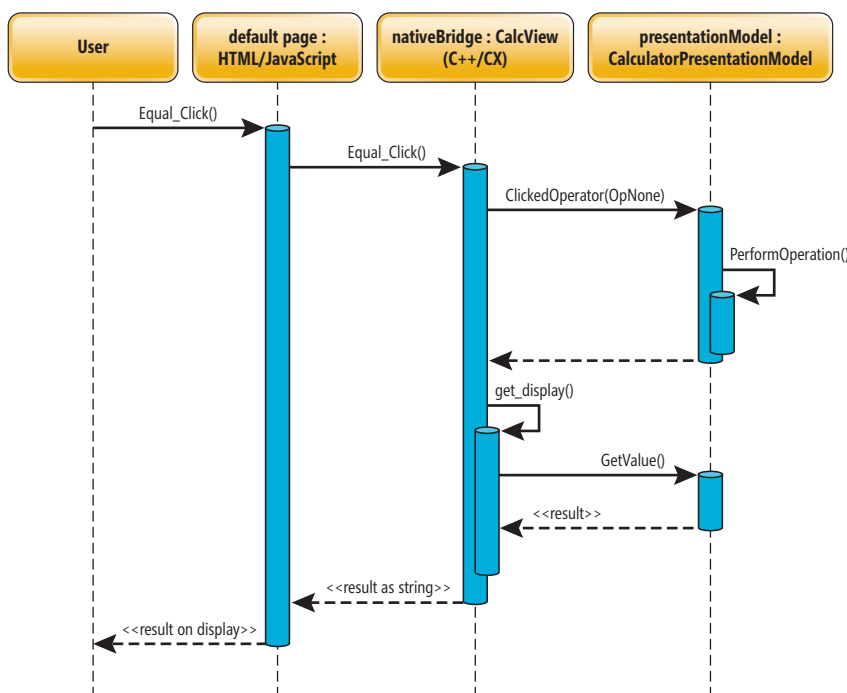 User
default page :
HTML/JavaScript
nativeBridge : CalcView
(C++/CX)
presentationModel :
CalculatorPresentationModel
Equal_Click()
Equal_Click()
ClickedOperator(OpNone)
PerformOperation()
get_display()
GetValue()
<<result>>
<<result as string>>
<<result on display>>